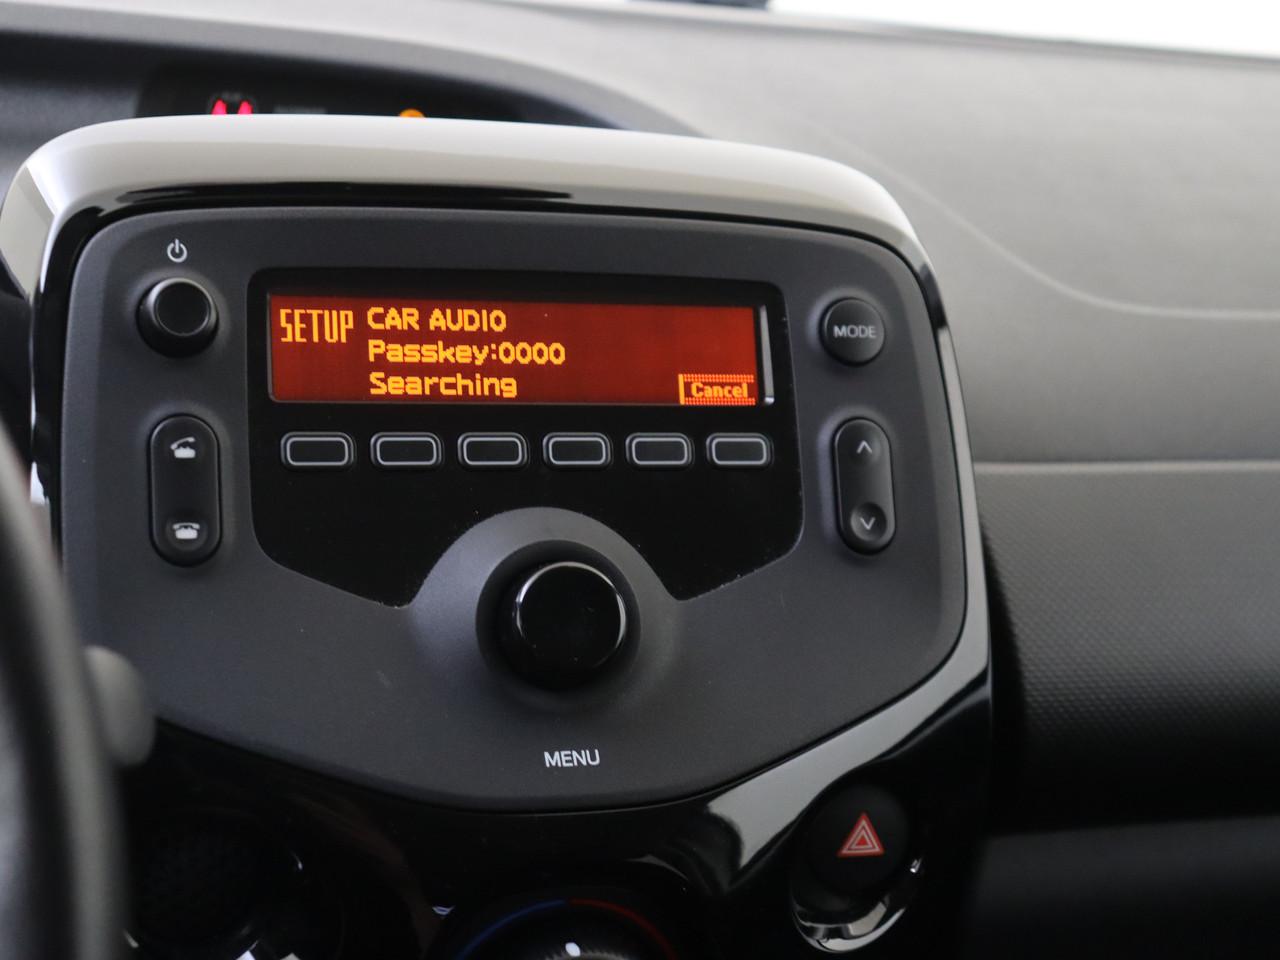 SETUP
CAR AUDIO
Passkey:0000
Searching
Cancel
MODE
MENU